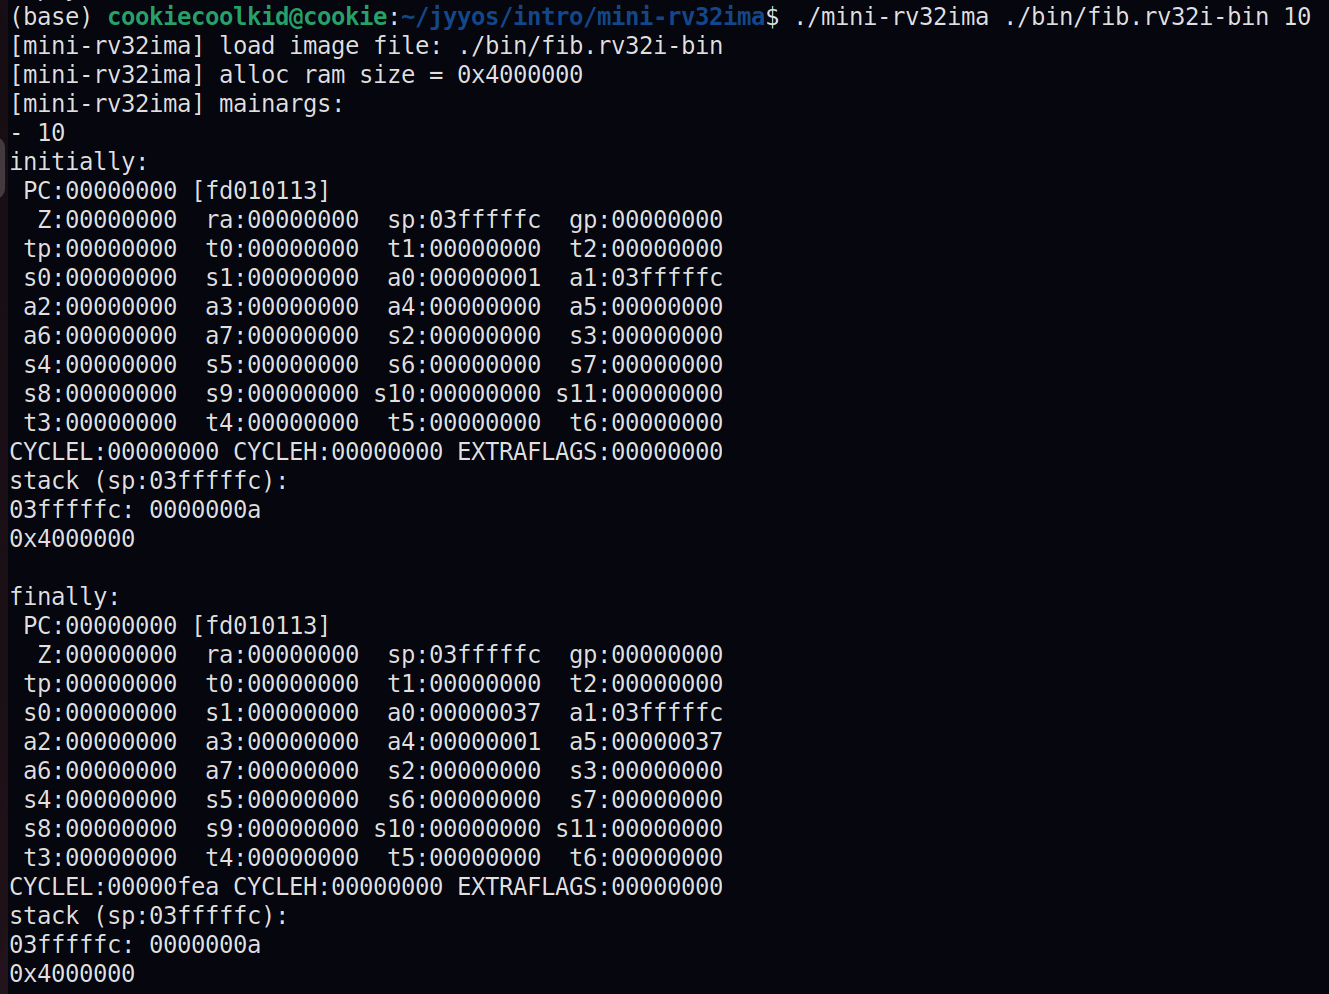 (base) cookiecoolkid@cookie:~/jyyos/intro/mini-rv32ima$ ./mini-rv32ima ./bin/fib.rv32i-bin 10
[mini-rv32ima] load image file: ./bin/fib.rv32i-bin
[mini-rv32ima] alloc ram size = 0x4000000
[mini-rv32ima] mainargs:
- 10
initially:
 PC:00000000 [fd010113]
  Z:00000000  ra:00000000  sp:03fffffc  gp:00000000
 tp:00000000  t0:00000000  t1:00000000  t2:00000000
 s0:00000000  s1:00000000  a0:00000001  a1:03fffffc
 a2:00000000  a3:00000000  a4:00000000  a5:00000000
 a6:00000000  a7:00000000  s2:00000000  s3:00000000
 s4:00000000  s5:00000000  s6:00000000  s7:00000000
 s8:00000000  s9:00000000 s10:00000000 s11:00000000
 t3:00000000  t4:00000000  t5:00000000  t6:00000000
CYCLEL:00000000 CYCLEH:00000000 EXTRAFLAGS:00000000
stack (sp:03fffffc):
03fffffc: 0000000a
0x4000000

finally:
 PC:00000000 [fd010113]
  Z:00000000  ra:00000000  sp:03fffffc  gp:00000000
 tp:00000000  t0:00000000  t1:00000000  t2:00000000
 s0:00000000  s1:00000000  a0:00000037  a1:03fffffc
 a2:00000000  a3:00000000  a4:00000001  a5:00000037
 a6:00000000  a7:00000000  s2:00000000  s3:00000000
 s4:00000000  s5:00000000  s6:00000000  s7:00000000
 s8:00000000  s9:00000000 s10:00000000 s11:00000000
 t3:00000000  t4:00000000  t5:00000000  t6:00000000
CYCLEL:00000fea CYCLEH:00000000 EXTRAFLAGS:00000000
stack (sp:03fffffc):
03fffffc: 0000000a
0x4000000